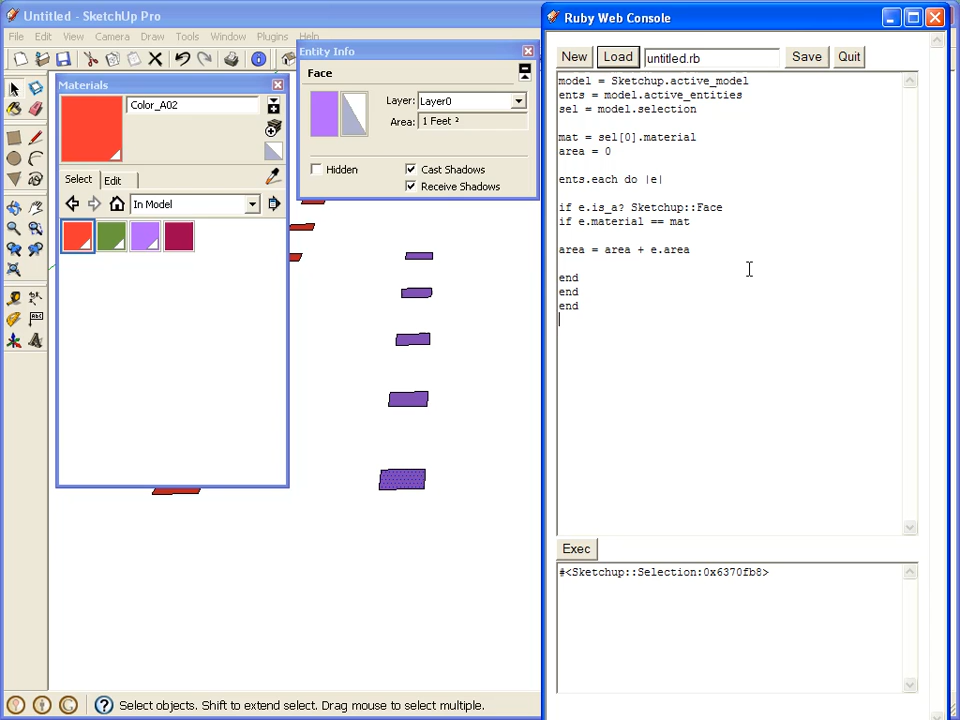 Untitled - SketchUp Pro
File Edit View Camera Draw Tools Window Plugins
Materials
Color_A02
Select Edit
In Model
Entity Info
Face
Layer: Layer0
Area: 1 Feet ²
Hidden
Cast Shadows
Receive Shadows
Abc
Ruby Web Console
New Load untitled.rb Save Quit
model = Sketchup.active_model
ents = model.active_entities
sel = model.selection
mat = sel[0].material
area = 0
ents.each do |e|
if e.is_a? Sketchup::Face
if e.material == mat
area = area + e.area
end
end
end
Exec
#<Sketchup::Selection:0x6370fb8>
Select objects. Shift to extend select. Drag mouse to select multiple.